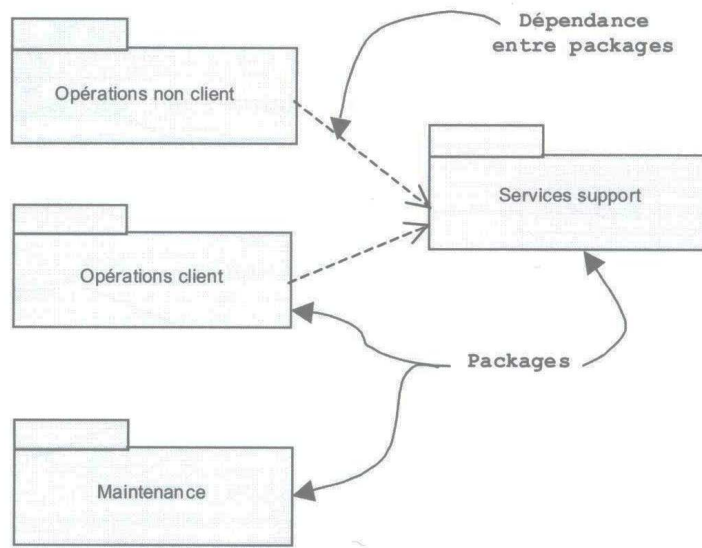 Dépendance
entre packages
Opérations non client
Services support
Opérations client
Packages
Maintenance